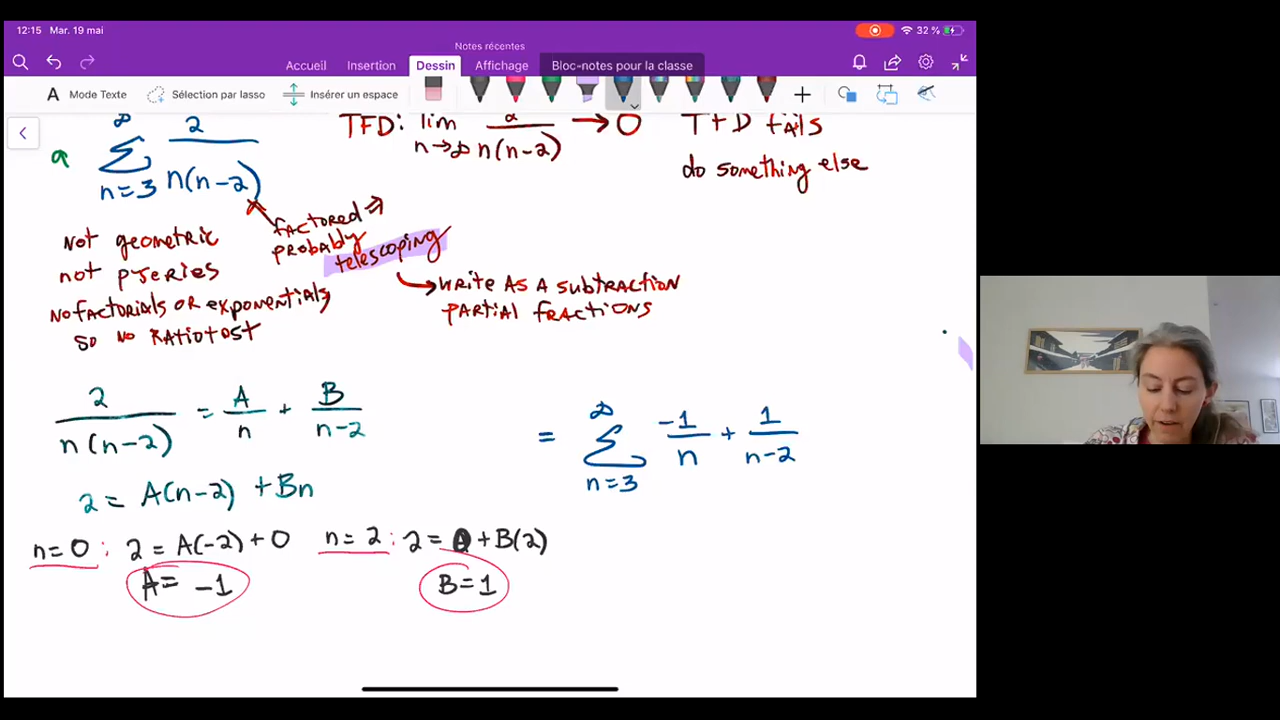 12:15 Mar. 19 mai
32 %
Notes récentes
Accueil Insertion Dessin Affichage Bloc-notes pour la classe
A Mode Texte Sélection par lasso Insérer un espace
a ∞ Σ n=3 2/n(n-2)
TFD: lim n→∞ 2/n(n-2) → 0 TFD fails
do something else
not geometric
not p series
no factorials or exponentials
so no Ratio test
factored ⇒
probably
telescoping
write as a subtraction
partial fractions
2/n(n-2) = A/n + B/n-2
2 = A(n-2) + Bn
n=0 : 2 = A(-2) + 0
A = -1
n=2 : 2 = 0 + B(2)
B = 1
= ∞ Σ n=3 -1/n + 1/n-2